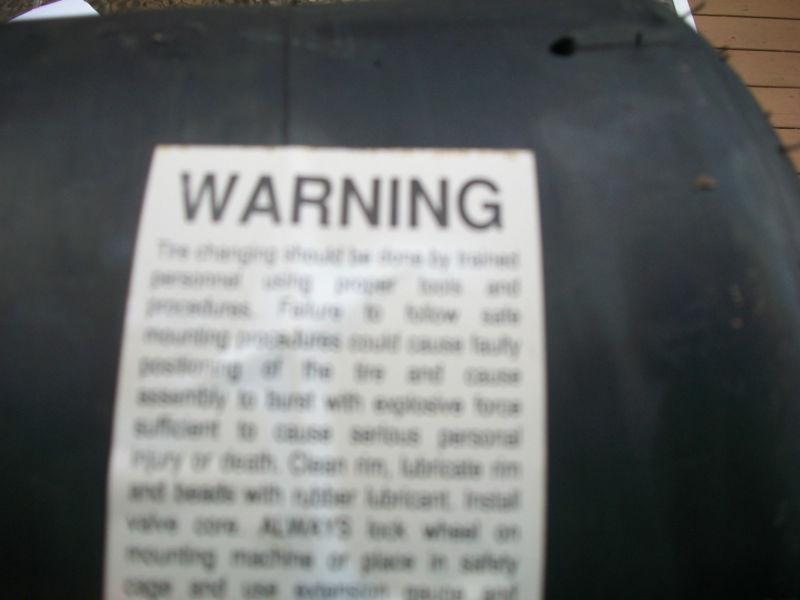 WARNING
Tire changing should be done by trained
personnel using proper tools and
procedures. Failure to follow safe
mounting procedures could cause faulty
positioning of the tire and cause
assembly to burst with explosive force
sufficient to cause serious personal
injury or death. Clean rim, lubricate rim
and beads with rubber lubricant. Install
valve core. ALWAYS lock wheel on
mounting machine or place in safety
cage and use extension gauge and